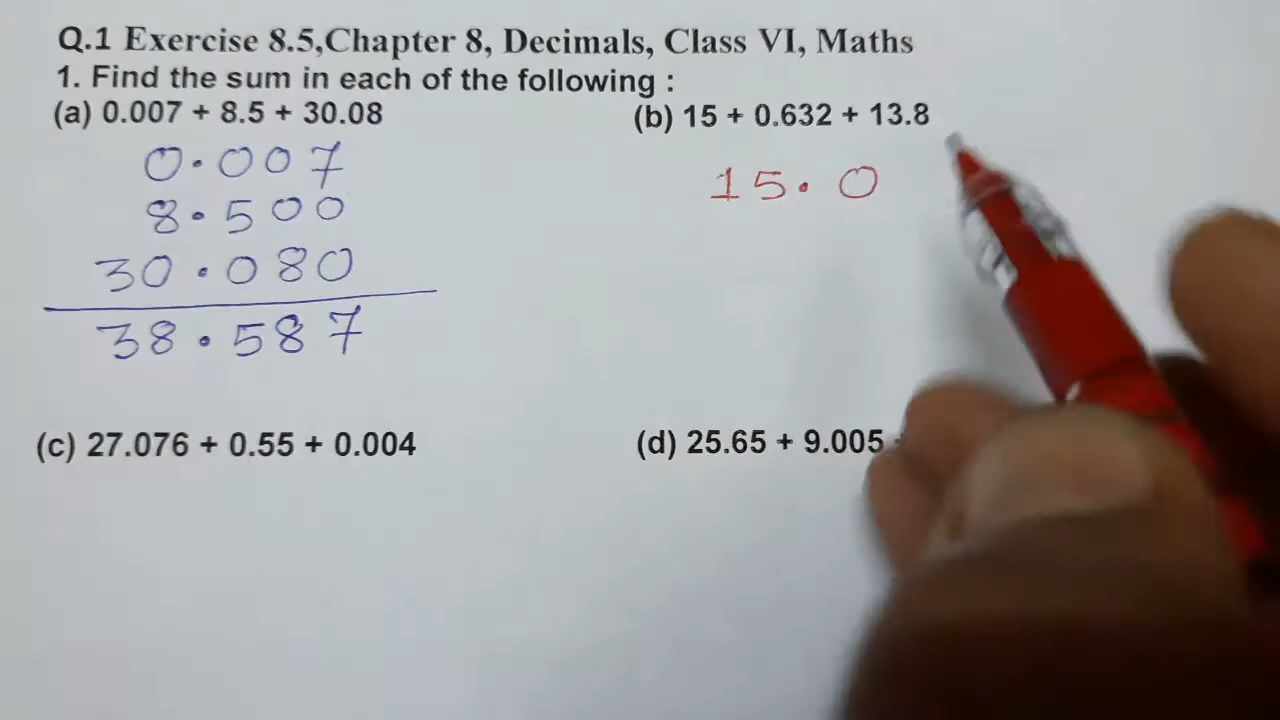 Q.1 Exercise 8.5,Chapter 8, Decimals, Class VI, Maths
1. Find the sum in each of the following :
(a) 0.007 + 8.5 + 30.08
(b) 15 + 0.632 + 13.8
0.007
8.500
30.080
38.587
15.0
(c) 27.076 + 0.55 + 0.004
(d) 25.65 + 9.005